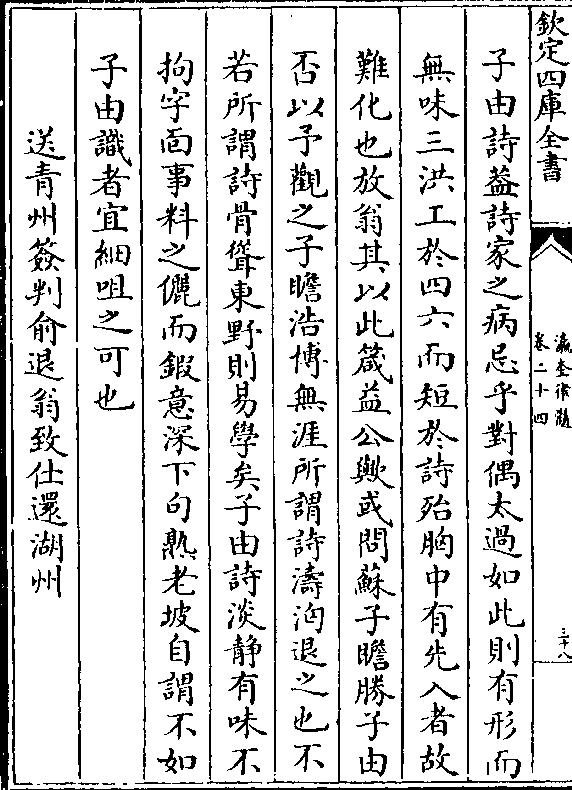 欽定四庫全書
瀛奎律髓
卷二十四
三十八
子由詩蓋詩家之病忌乎對偶太過如此則有形而
無味三洪工於四六而短於詩殆胸中有先入者故
難化也放翁其以此箴益公歟或問蘇子瞻勝子由
否以予觀之子瞻浩博無涯所謂詩濤洶退之也不
若所謂詩骨聳東野則易學矣子由詩淡静有味不
拘字面事料之儷而鍜意深下句熟老坡自謂不如
子由識者宜細咀之可也
送青州簽判俞退翁致仕還湖州